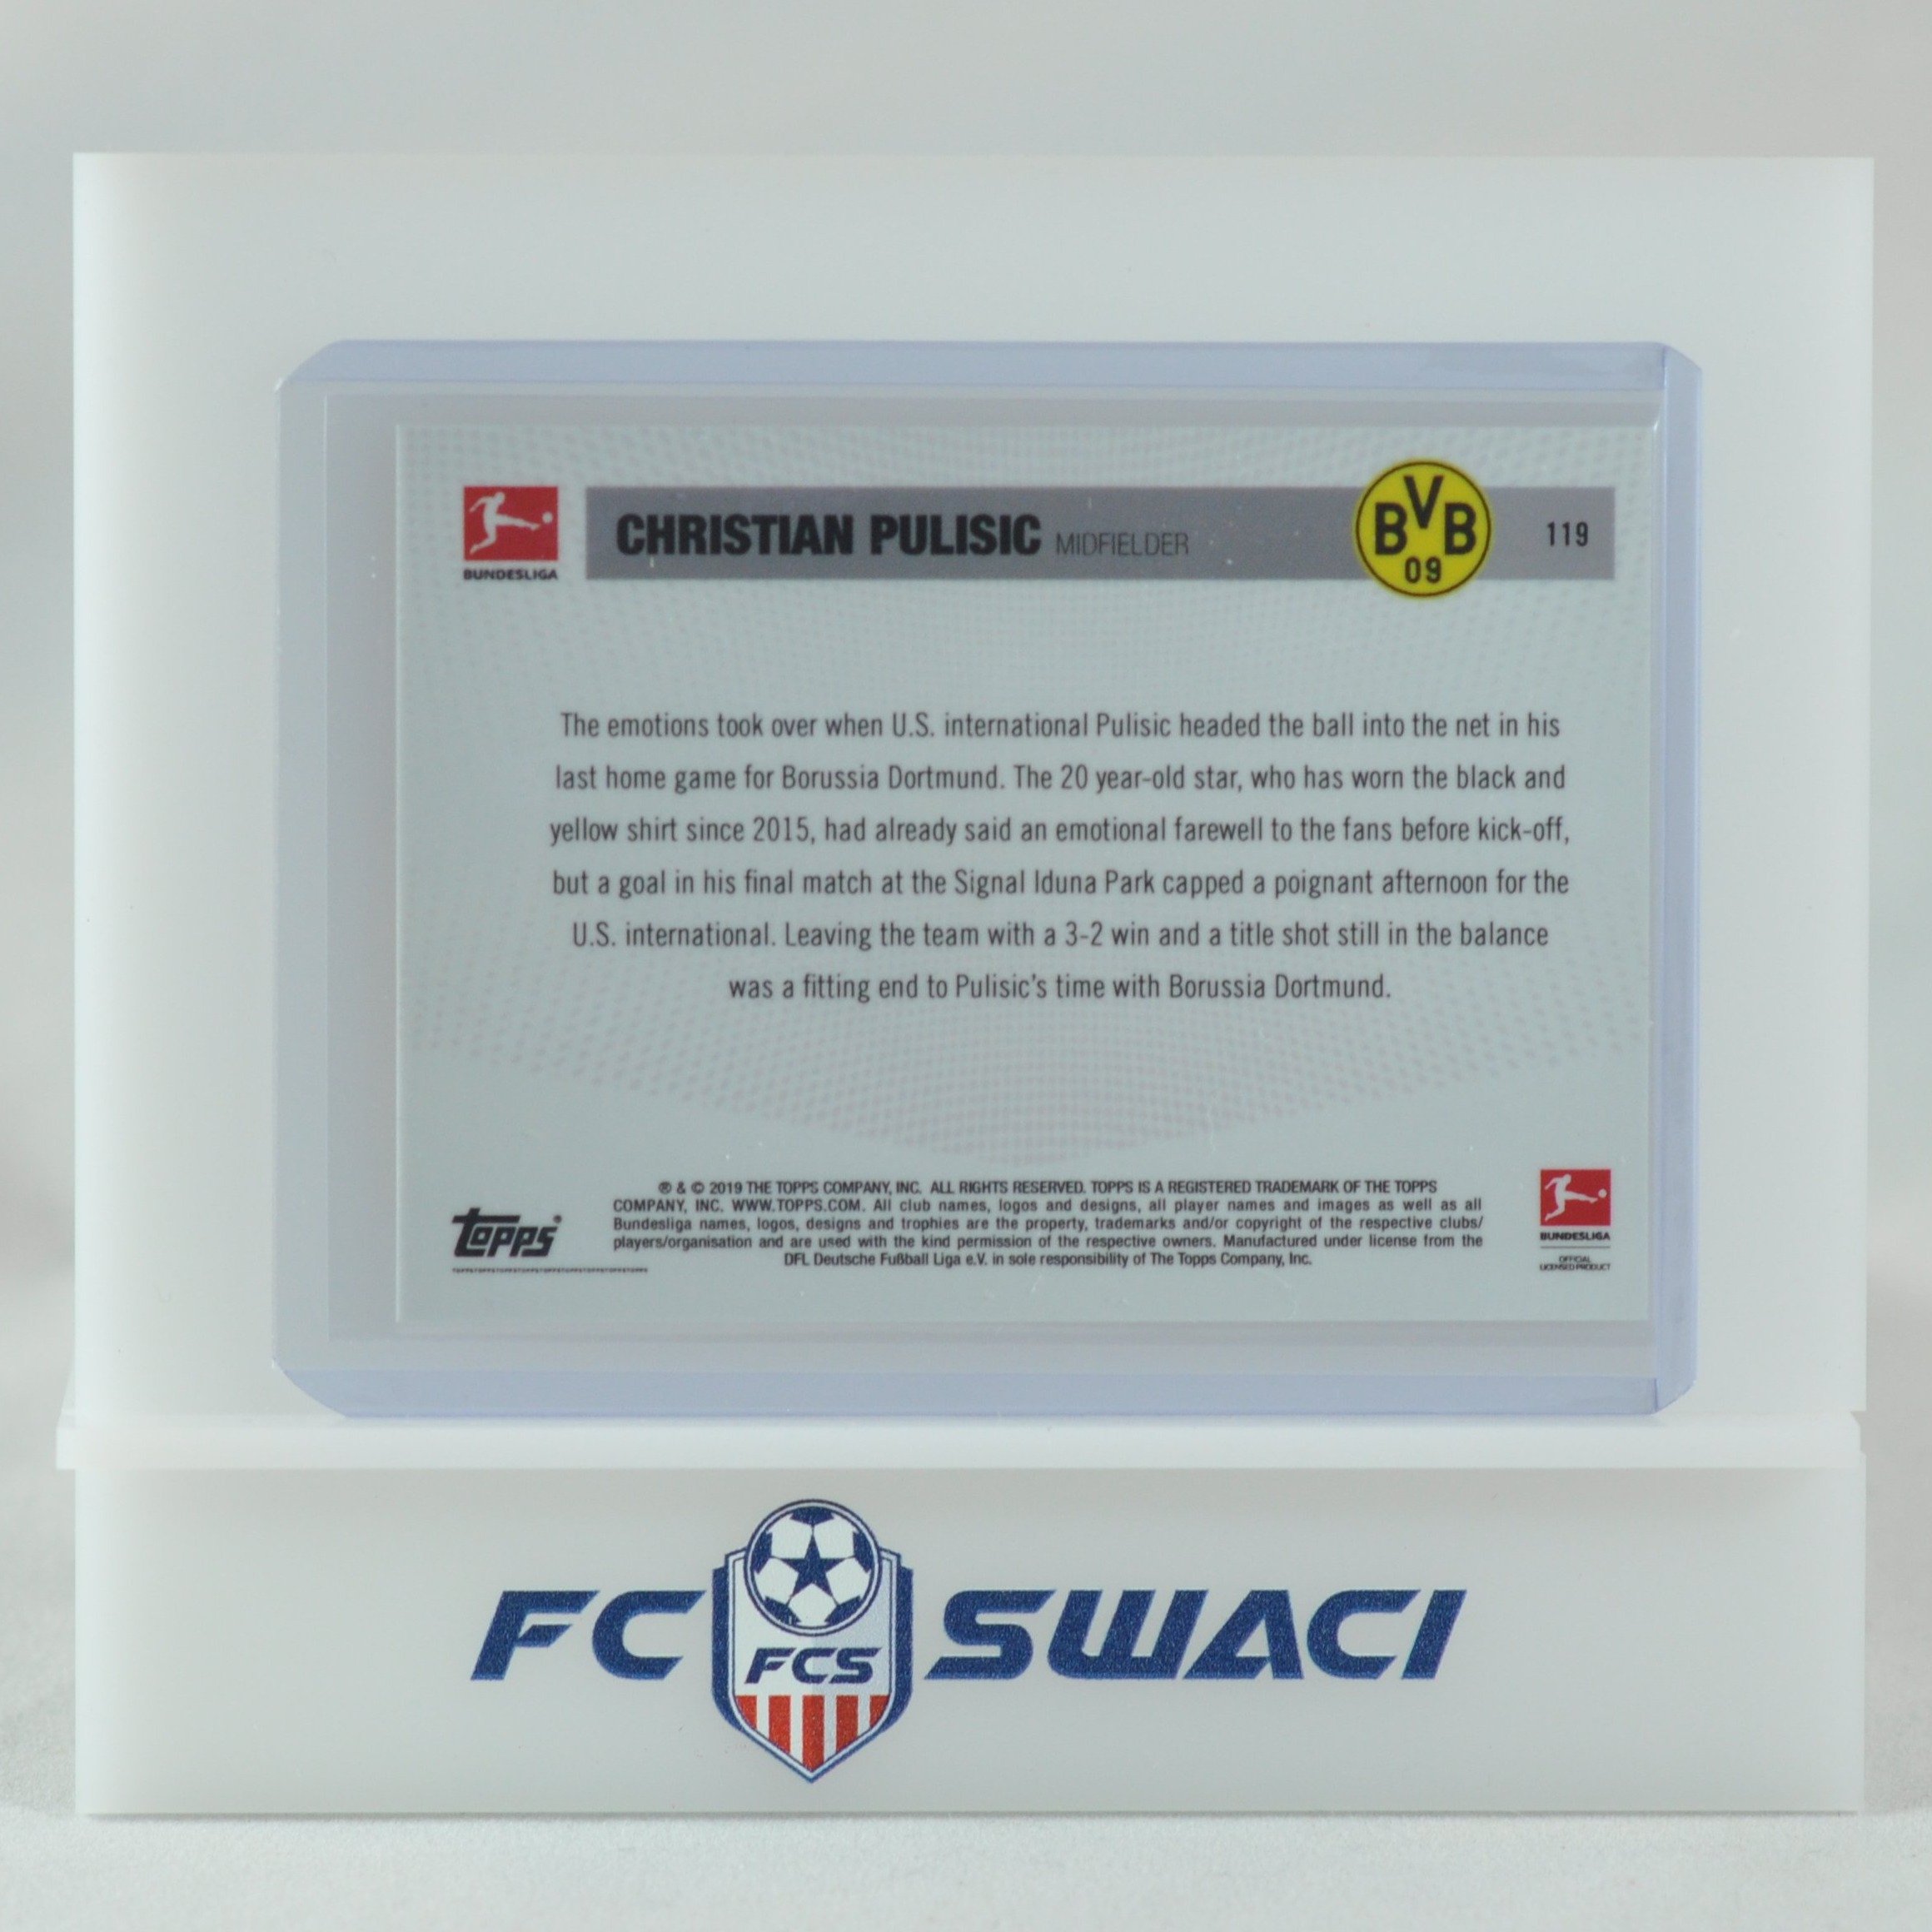 BUNDESLIGA
CHRISTIAN PULISIC MIDFIELDER
BVB
09
119
The emotions took over when U.S. international Pulisic headed the ball into the net in his
last home game for Borussia Dortmund. The 20 year-old star, who has worn the black and
yellow shirt since 2015, had already said an emotional farewell to the fans before kick-off,
but a goal in his final match at the Signal Iduna Park capped a poignant afternoon for the
U.S. international. Leaving the team with a 3-2 win and a title shot still in the balance
was a fitting end to Pulisic's time with Borussia Dortmund.
® & © 2019 THE TOPPS COMPANY, INC. ALL RIGHTS RESERVED. TOPPS IS A REGISTERED TRADEMARK OF THE TOPPS
COMPANY, INC. WWW.TOPPS.COM. All club names, logos and designs, all player names and images as well as all
Bundesliga names, logos, designs and trophies are the property, trademarks and/or copyright of the respective clubs/
players/organisation and are used with the kind permission of the respective owners. Manufactured under license from the
DFL Deutsche Fußball Liga e.V. in sole responsibility of The Topps Company, Inc.
topps®
BUNDESLIGA
OFFICIAL
LICENSED PRODUCT
FC FCS SWACI